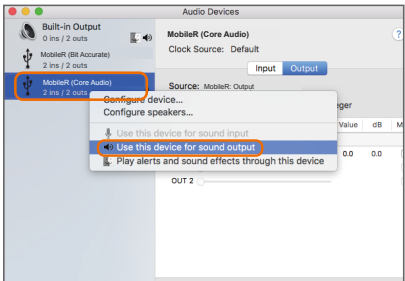 Audio Devices
Built-in Output
0 ins / 2 outs
MobileR (Bit Accurate)
2 ins / 2 outs
MobileR (Core Audio)
2 ins / 2 outs
MobileR (Core Audio)
?
Clock Source: Default
Input Output
Source: MobileR: Output
Configure device...
Configure speakers...
Use this device for sound input
Use this device for sound output
Play alerts and sound effects through this device
Value dB M
0.0 0.0
OUT 2